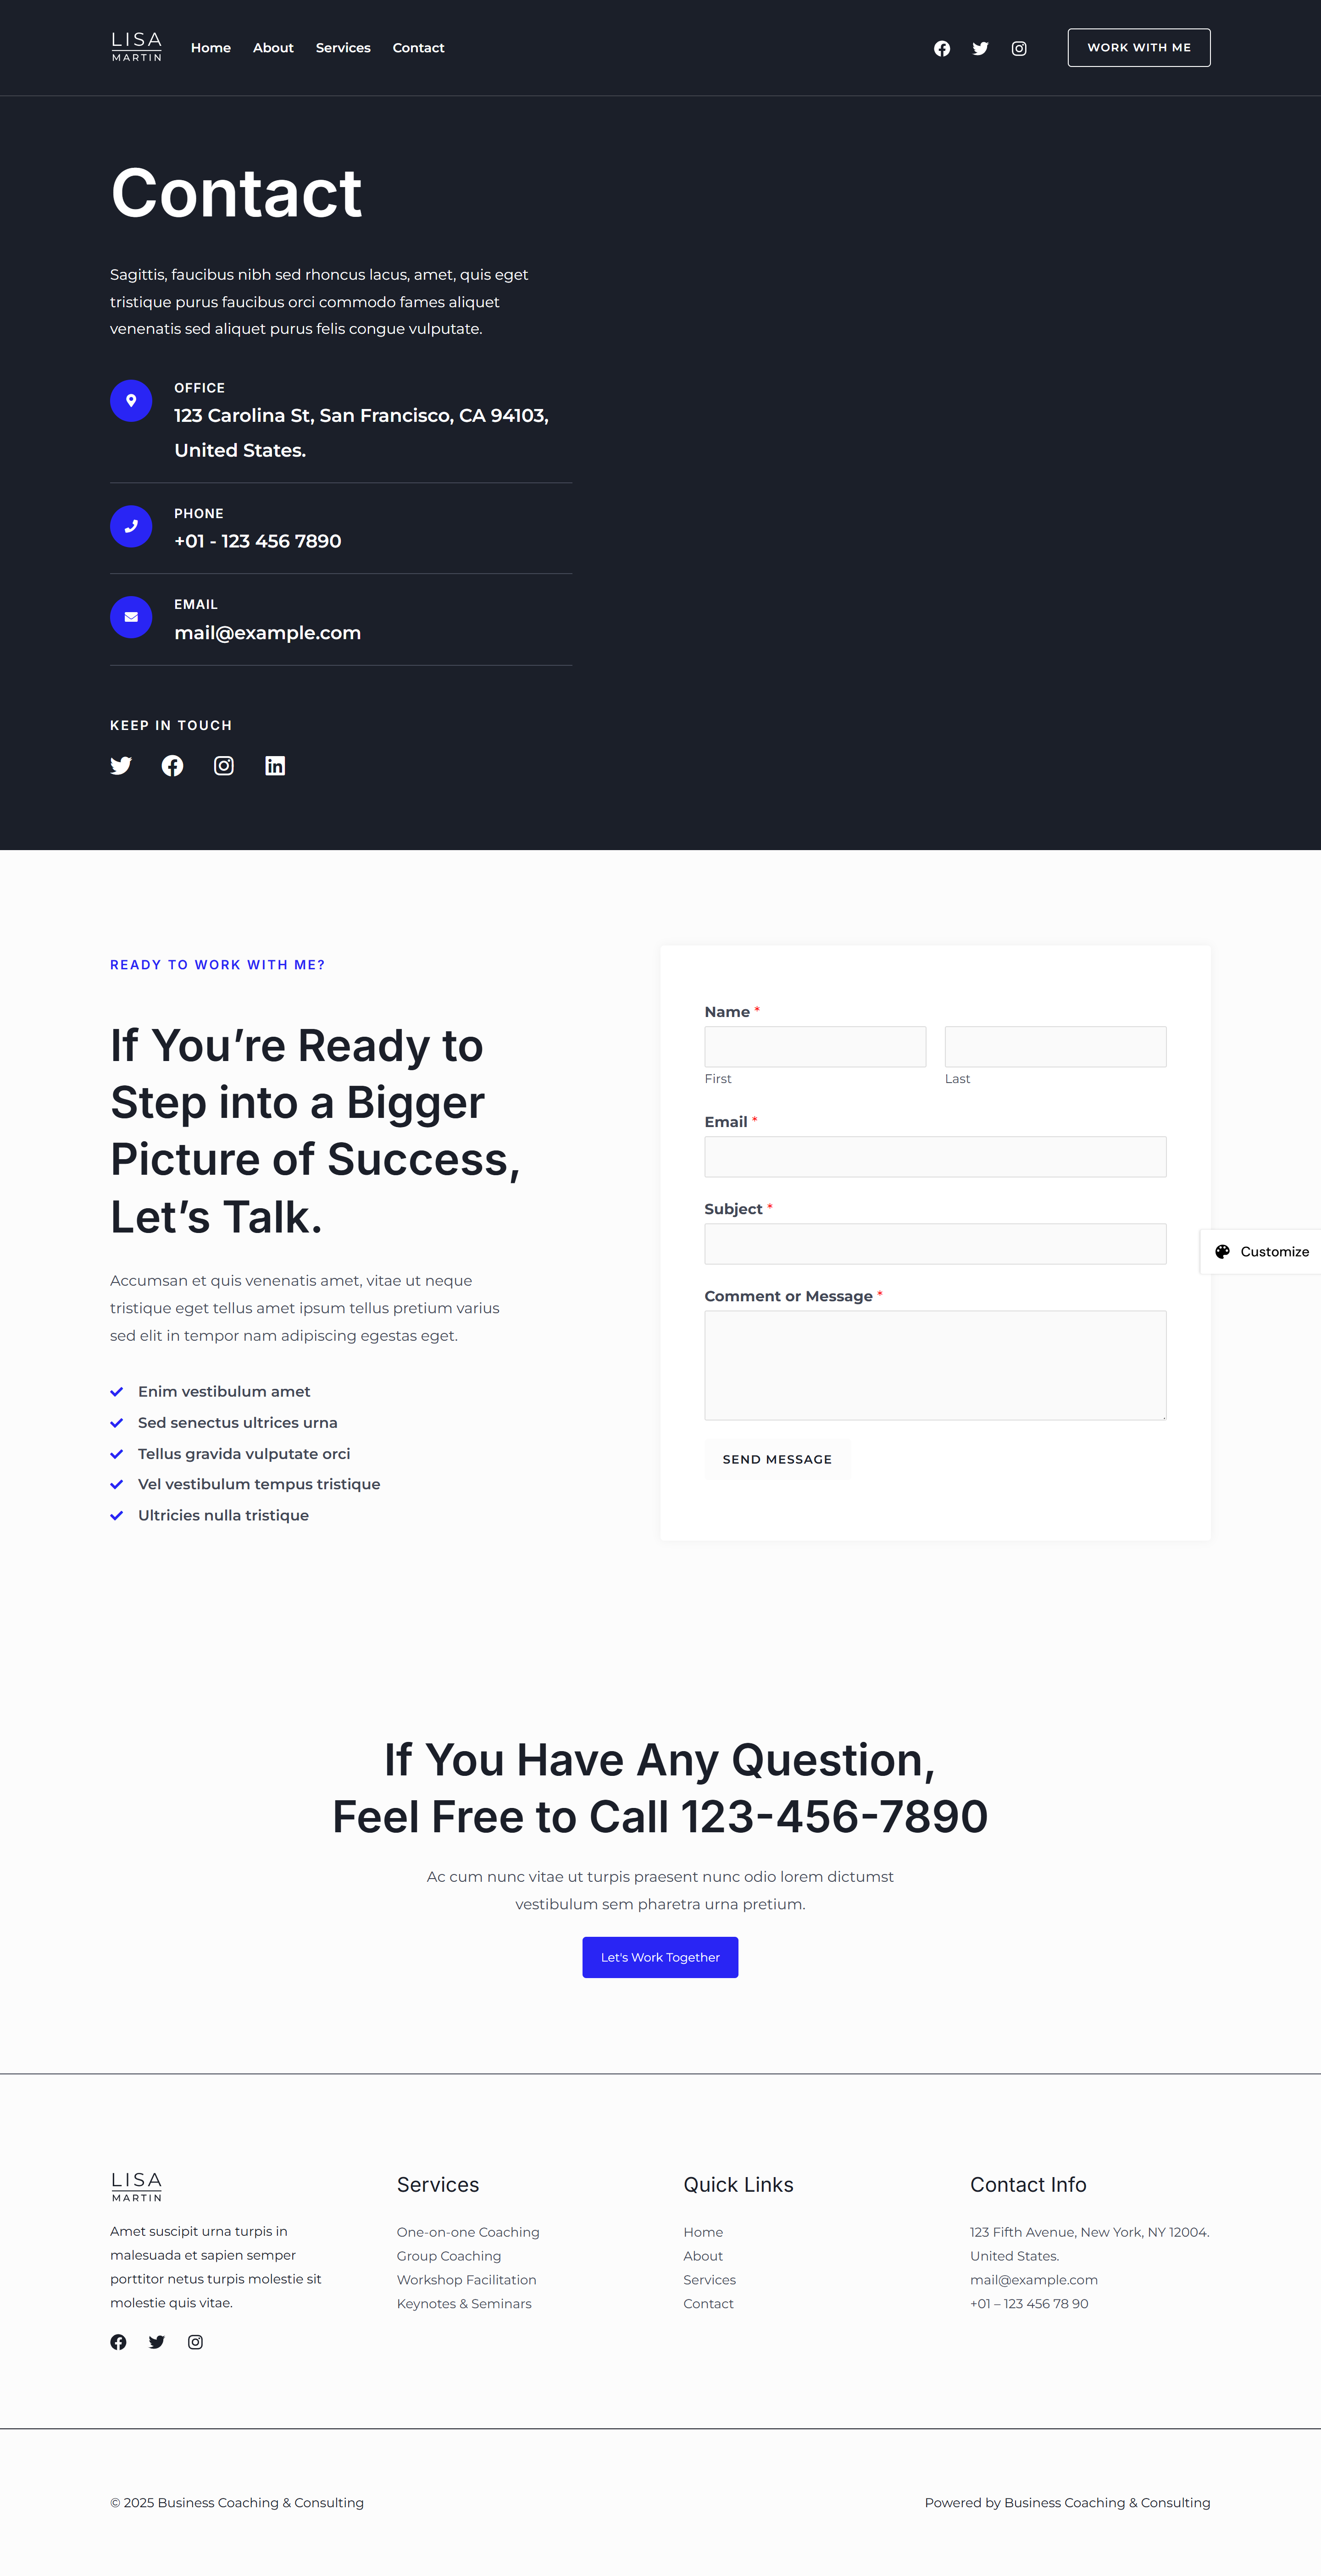 LISA
MARTIN
Home About Services Contact
WORK WITH ME
Contact
Sagittis, faucibus nibh sed rhoncus lacus, amet, quis eget
tristique purus faucibus orci commodo fames aliquet
venenatis sed aliquet purus felis congue vulputate.
OFFICE
123 Carolina St, San Francisco, CA 94103,
United States.
PHONE
+01 - 123 456 7890
EMAIL
mail@example.com
KEEP IN TOUCH
READY TO WORK WITH ME?
If You’re Ready to
Step into a Bigger
Picture of Success,
Let’s Talk.
Accumsan et quis venenatis amet, vitae ut neque
tristique eget tellus amet ipsum tellus pretium varius
sed elit in tempor nam adipiscing egestas eget.
Enim vestibulum amet
Sed senectus ultrices urna
Tellus gravida vulputate orci
Vel vestibulum tempus tristique
Ultricies nulla tristique
Name *
First Last
Email *
Subject *
Comment or Message *
SEND MESSAGE
Customize
If You Have Any Question,
Feel Free to Call 123-456-7890
Ac cum nunc vitae ut turpis praesent nunc odio lorem dictumst
vestibulum sem pharetra urna pretium.
Let's Work Together
LISA
MARTIN
Amet suscipit urna turpis in
malesuada et sapien semper
porttitor netus turpis molestie sit
molestie quis vitae.
Services
One-on-one Coaching
Group Coaching
Workshop Facilitation
Keynotes & Seminars
Quick Links
Home
About
Services
Contact
Contact Info
123 Fifth Avenue, New York, NY 12004.
United States.
mail@example.com
+01 – 123 456 78 90
© 2025 Business Coaching & Consulting
Powered by Business Coaching & Consulting